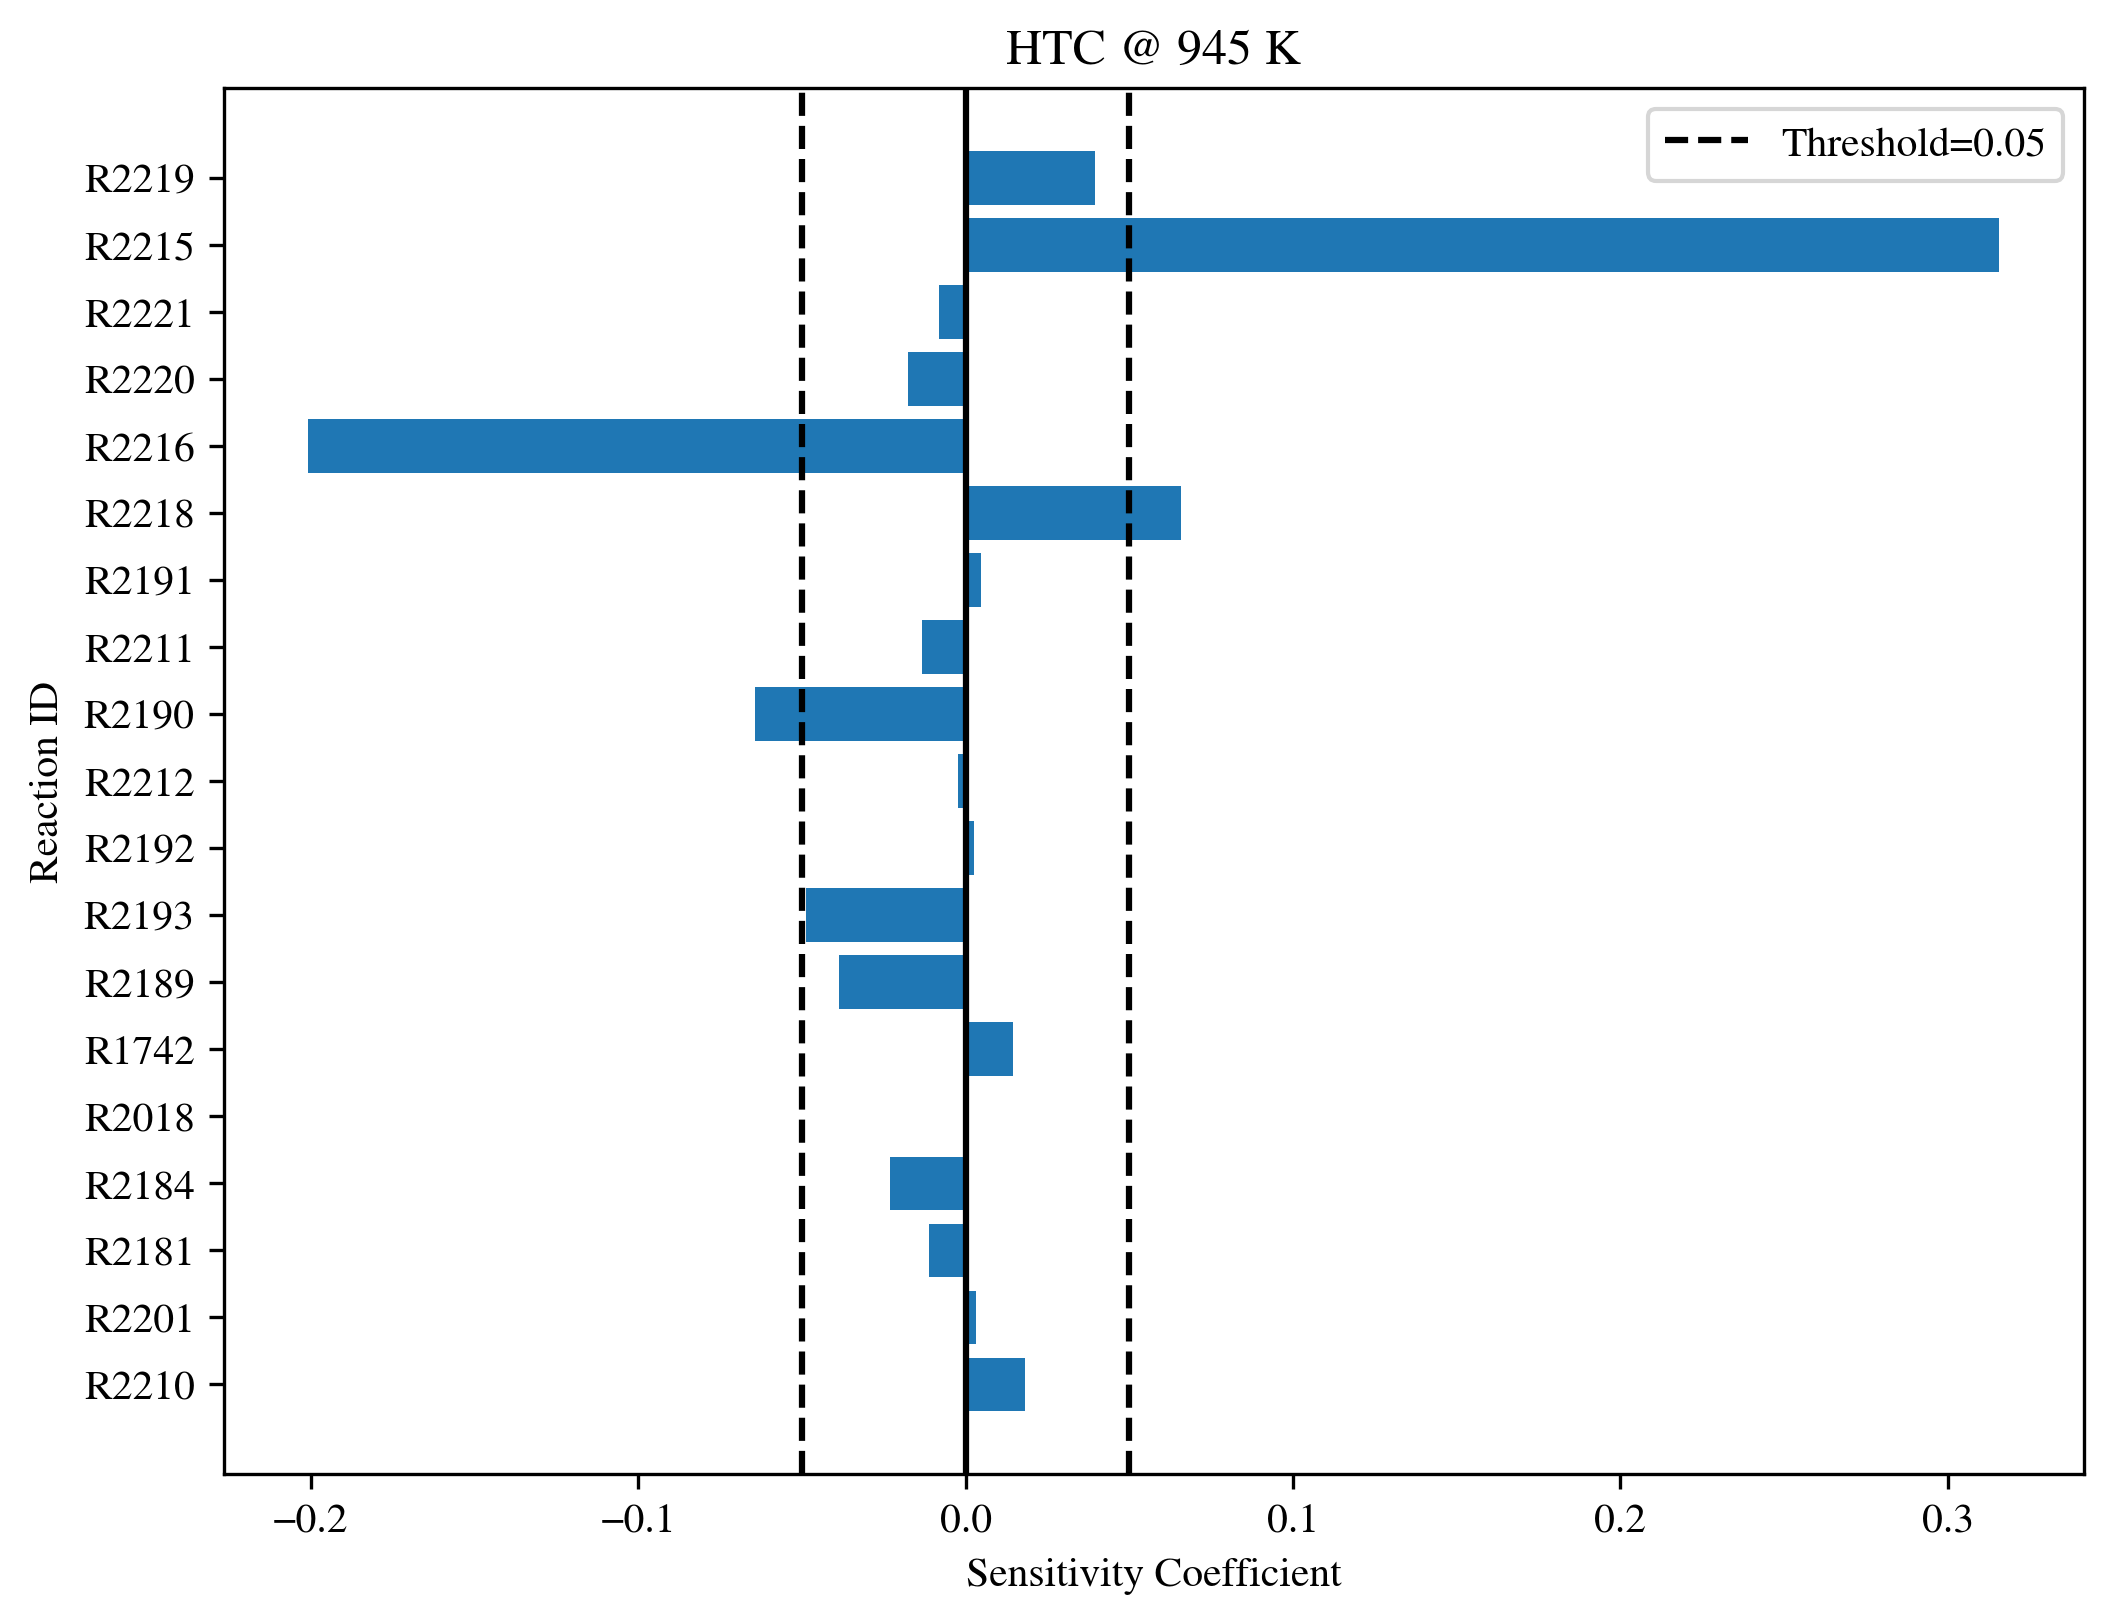 HTC @ 945 K
Threshold=0.05
R2219
R2215
R2221
R2220
R2216
R2218
R2191
R2211
R2190
R2212
R2192
R2193
R2189
R1742
R2018
R2184
R2181
R2201
R2210
Reaction ID
−0.2 −0.1 0.0 0.1 0.2 0.3
Sensitivity Coefficient